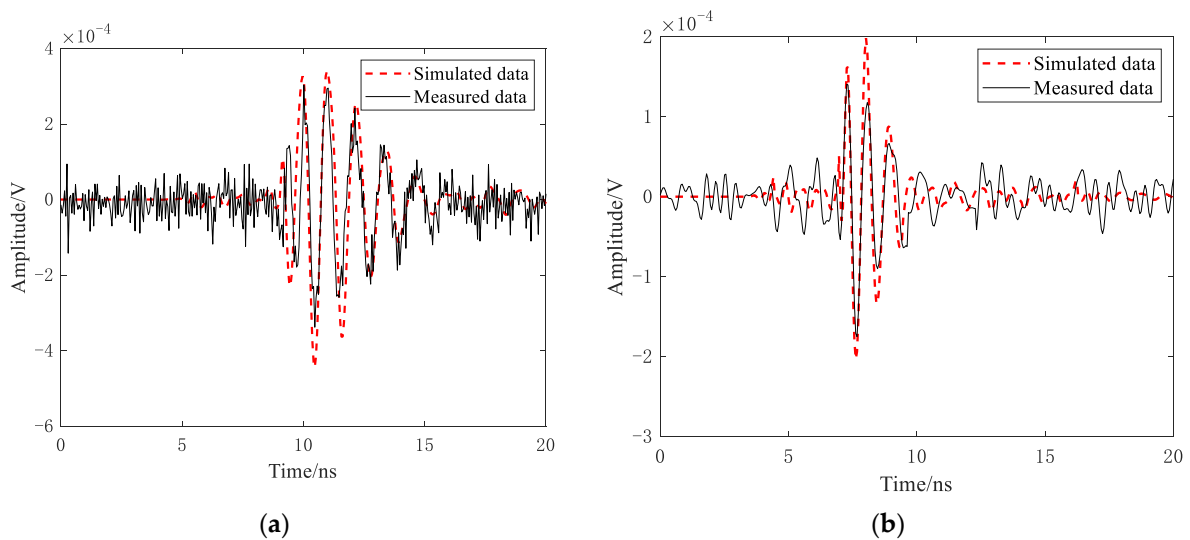 ×10⁻⁴
4
2
0
−2
−4
−6
Amplitude/V
Simulated data
Measured data
0
5
10
15
20
Time/ns
(a)
×10⁻⁴
2
1
0
−1
−2
−3
Amplitude/V
Simulated data
Measured data
0
5
10
15
20
Time/ns
(b)